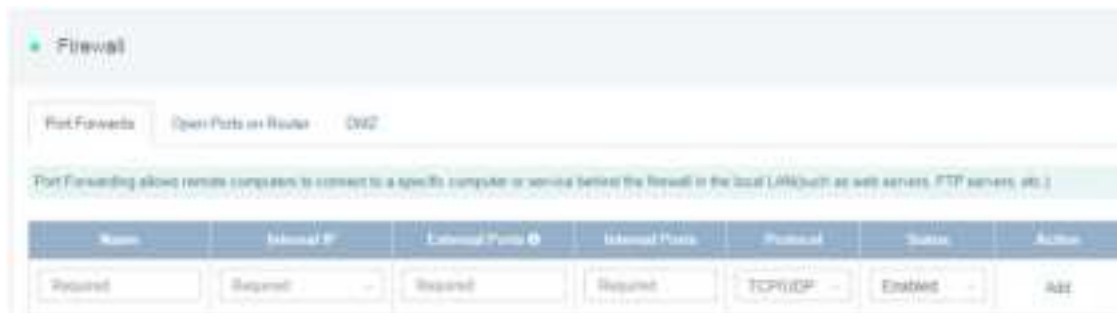 Firewall
Port Forwards Open Ports on Router DMZ
Port Forwarding allows remote computers to connect to a specific computer or service behind the firewall in the local LAN(such as web servers, FTP servers, etc.)
Name Internal IP External Ports Internal Ports Protocol Status Action
Required Required Required Required TCP/UDP Enabled Add